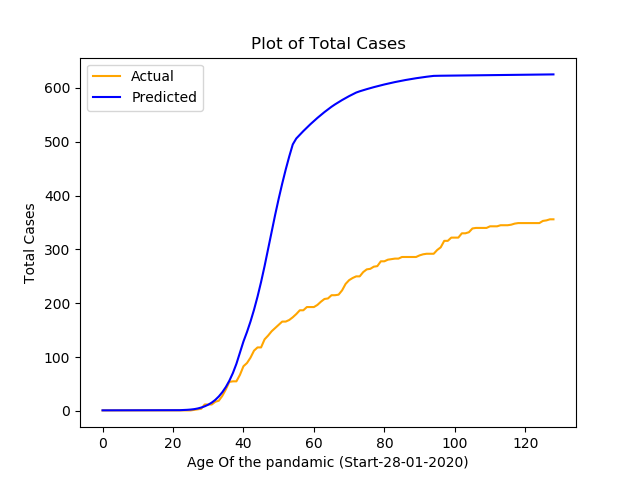 Plot of Total Cases
Actual
Predicted
600
500
400
300
200
100
0
Total Cases
0 20 40 60 80 100 120
Age Of the pandamic (Start-28-01-2020)